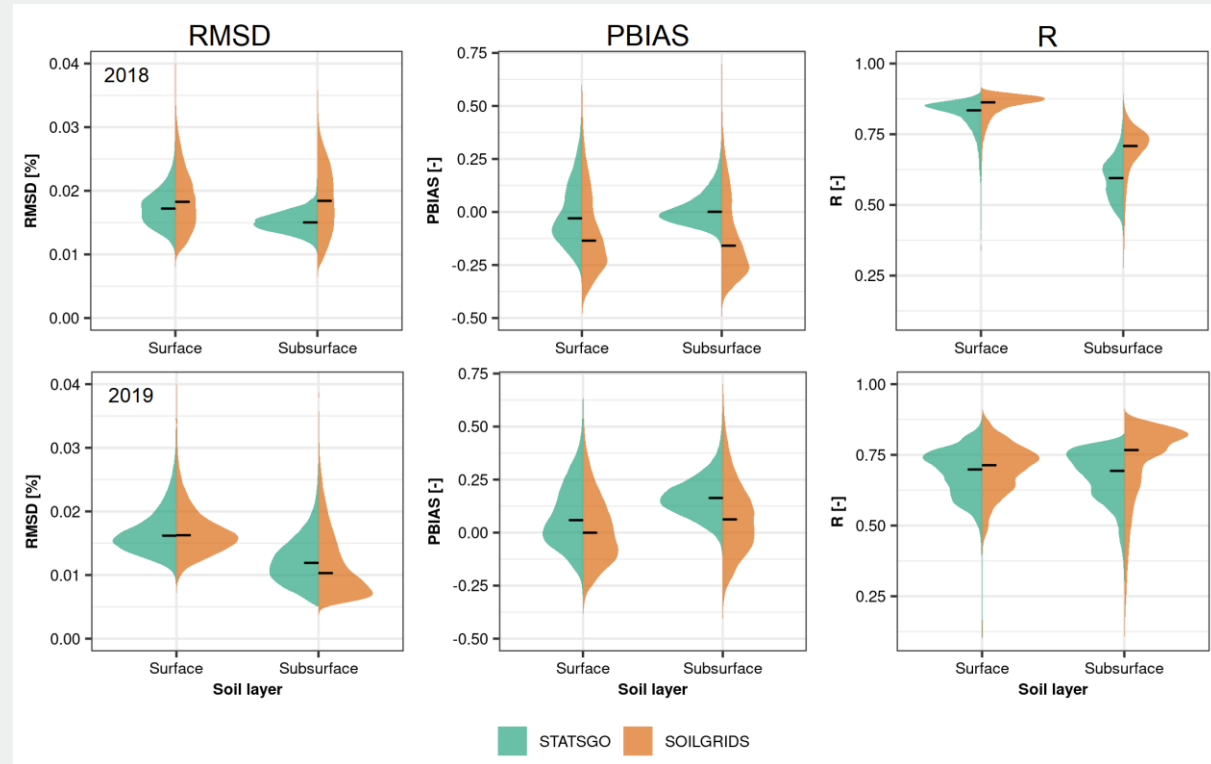 RMSD PBIAS R
RMSD [%]
0.04
0.03
0.02
0.01
0.00
2018
Surface Subsurface
PBIAS [-]
0.75
0.50
0.25
0.00
-0.25
-0.50
Surface Subsurface
R [-]
1.00
0.75
0.50
0.25
Surface Subsurface
RMSD [%]
0.04
0.03
0.02
0.01
0.00
2019
Surface Subsurface
Soil layer
PBIAS [-]
0.75
0.50
0.25
0.00
-0.25
-0.50
Surface Subsurface
Soil layer
R [-]
1.00
0.75
0.50
0.25
Surface Subsurface
Soil layer
STATSGO SOILGRIDS